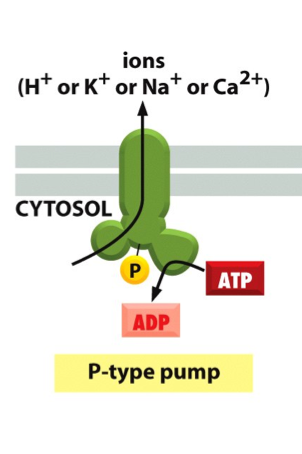 ions
(H⁺ or K⁺ or Na⁺ or Ca²⁺)
CYTOSOL
P
ATP
ADP
P-type pump